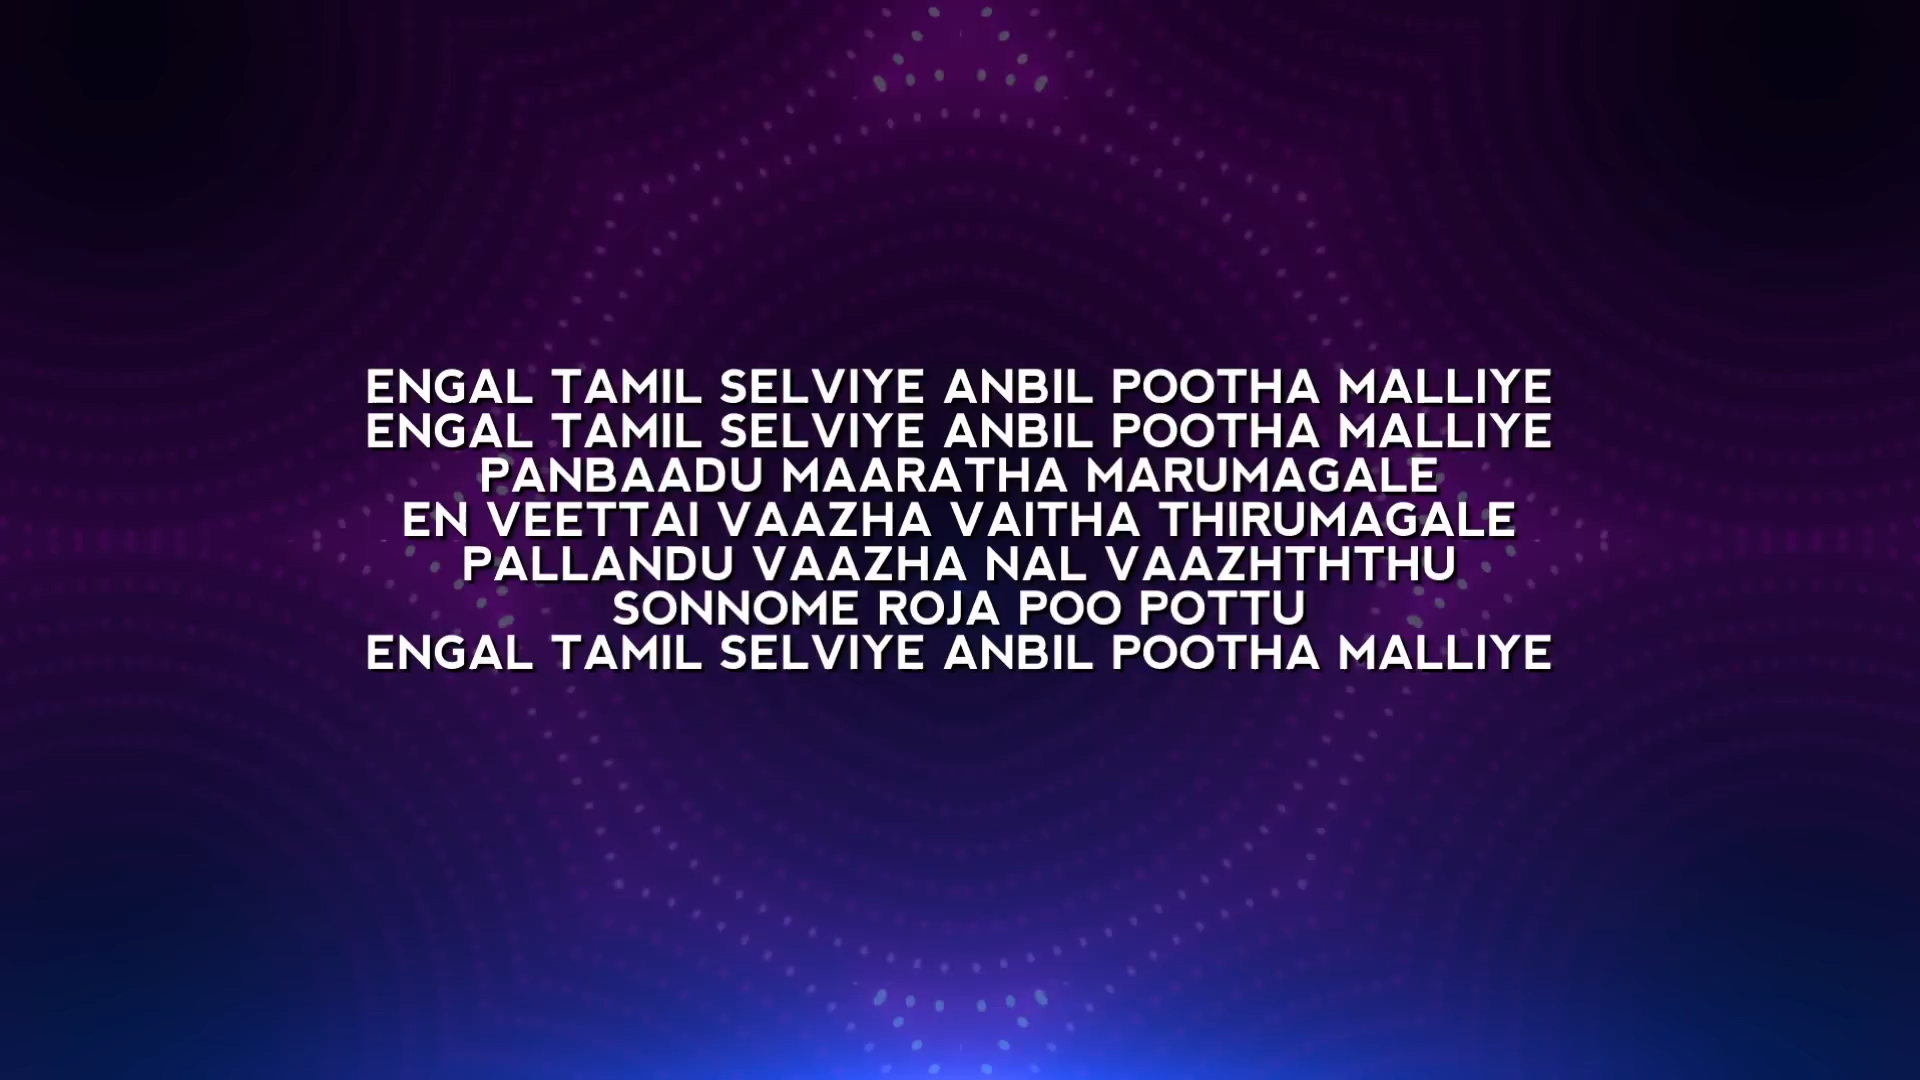 ENGAL TAMIL SELVIYE ANBIL POOTHA MALLIYE
ENGAL TAMIL SELVIYE ANBIL POOTHA MALLIYE
PANBAADU MAARATHA MARUMAGALE
EN VEETTAI VAAZHA VAITHA THIRUMAGALE
PALLANDU VAAZHA NAL VAAZHTHTHU
SONNOME ROJA POO POTTU
ENGAL TAMIL SELVIYE ANBIL POOTHA MALLIYE